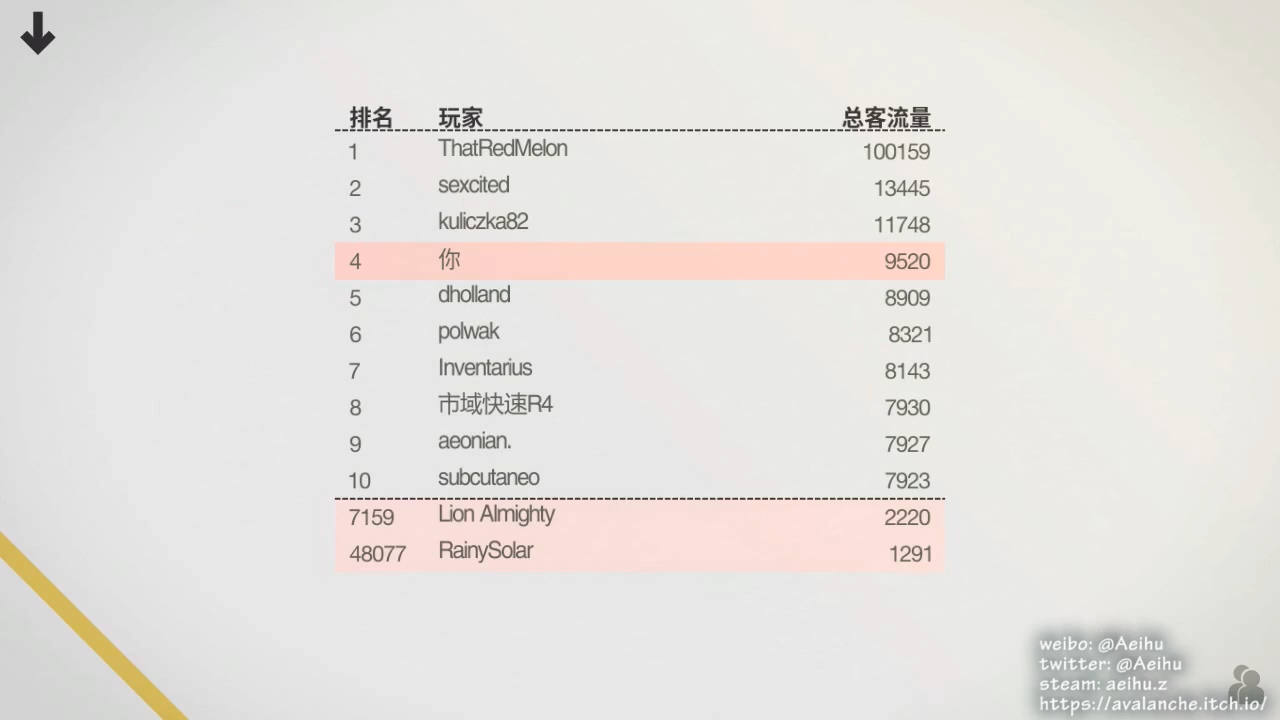 排名 玩家 总客流量
1 ThatRedMelon 100159
2 sexcited 13445
3 kuliczka82 11748
4 你 9520
5 dholland 8909
6 polwak 8321
7 Inventarius 8143
8 市域快速R4 7930
9 aeonian. 7927
10 subcutaneo 7923
7159 Lion Almighty 2220
48077 RainySolar 1291
weibo: @Aeihu
twitter: @Aeihu
steam: aeihu.z
https://avalanche.itch.io/